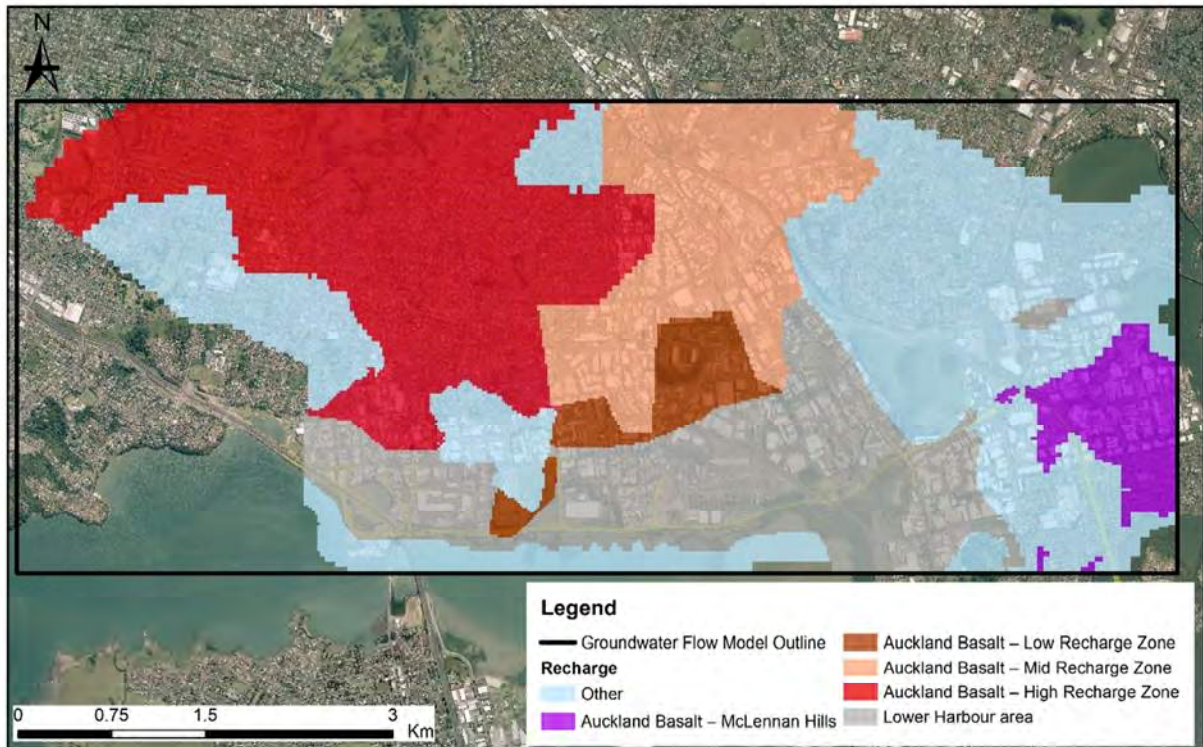 N
Legend
Groundwater Flow Model Outline
Recharge
Other
Auckland Basalt – McLennan Hills
Auckland Basalt – Low Recharge Zone
Auckland Basalt – Mid Recharge Zone
Auckland Basalt – High Recharge Zone
Lower Harbour area
0 0.75 1.5 3
Km